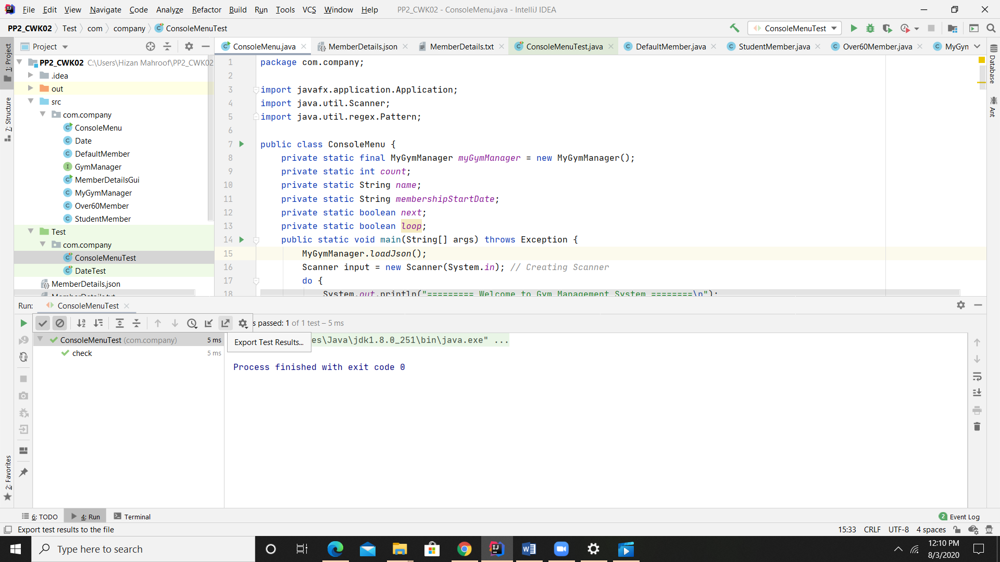 File Edit View Navigate Code Analyze Refactor Build Run Tools VCS Window Help PP2_CWK02 - ConsoleMenu.java - IntelliJ IDEA
PP2_CWK02 Test com company ConsoleMenuTest ConsoleMenuTest
Project ConsoleMenu.java MemberDetails.json MemberDetails.txt ConsoleMenuTest.java DefaultMember.java StudentMember.java Over60Member.java MyGyn
1: Project
7: Structure
2: Favorites
Database
Ant
PP2_CWK02 C:\Users\Hizan Mahroof\PP2_CWK02
.idea
out
src
com.company
ConsoleMenu
Date
DefaultMember
GymManager
MemberDetailsGui
MyGymManager
Over60Member
StudentMember
Test
com.company
ConsoleMenuTest
DateTest
MemberDetails.json
MemberDetails.txt
1 package com.company;
2
3 import javafx.application.Application;
4 import java.util.Scanner;
5 import java.util.regex.Pattern;
6
7 public class ConsoleMenu {
8 private static final MyGymManager myGymManager = new MyGymManager();
9 private static int count;
10 private static String name;
11 private static String membershipStartDate;
12 private static boolean next;
13 private static boolean loop;
14 public static void main(String[] args) throws Exception {
15 MyGymManager.loadJson();
16 Scanner input = new Scanner(System.in); // Creating Scanner
17 do {
18 System.out.println("========= Welcome to Gym Management System ========\n");
Run: ConsoleMenuTest
s passed: 1 of 1 test – 5 ms
ConsoleMenuTest (com.company) 5 ms
check 5 ms
Export Test Results...
es\Java\jdk1.8.0_251\bin\java.exe" ...
Process finished with exit code 0
6: TODO 4: Run Terminal 2 Event Log
Export test results to the file 15:33 CRLF UTF-8 4 spaces
Type here to search
12:10 PM
8/3/2020